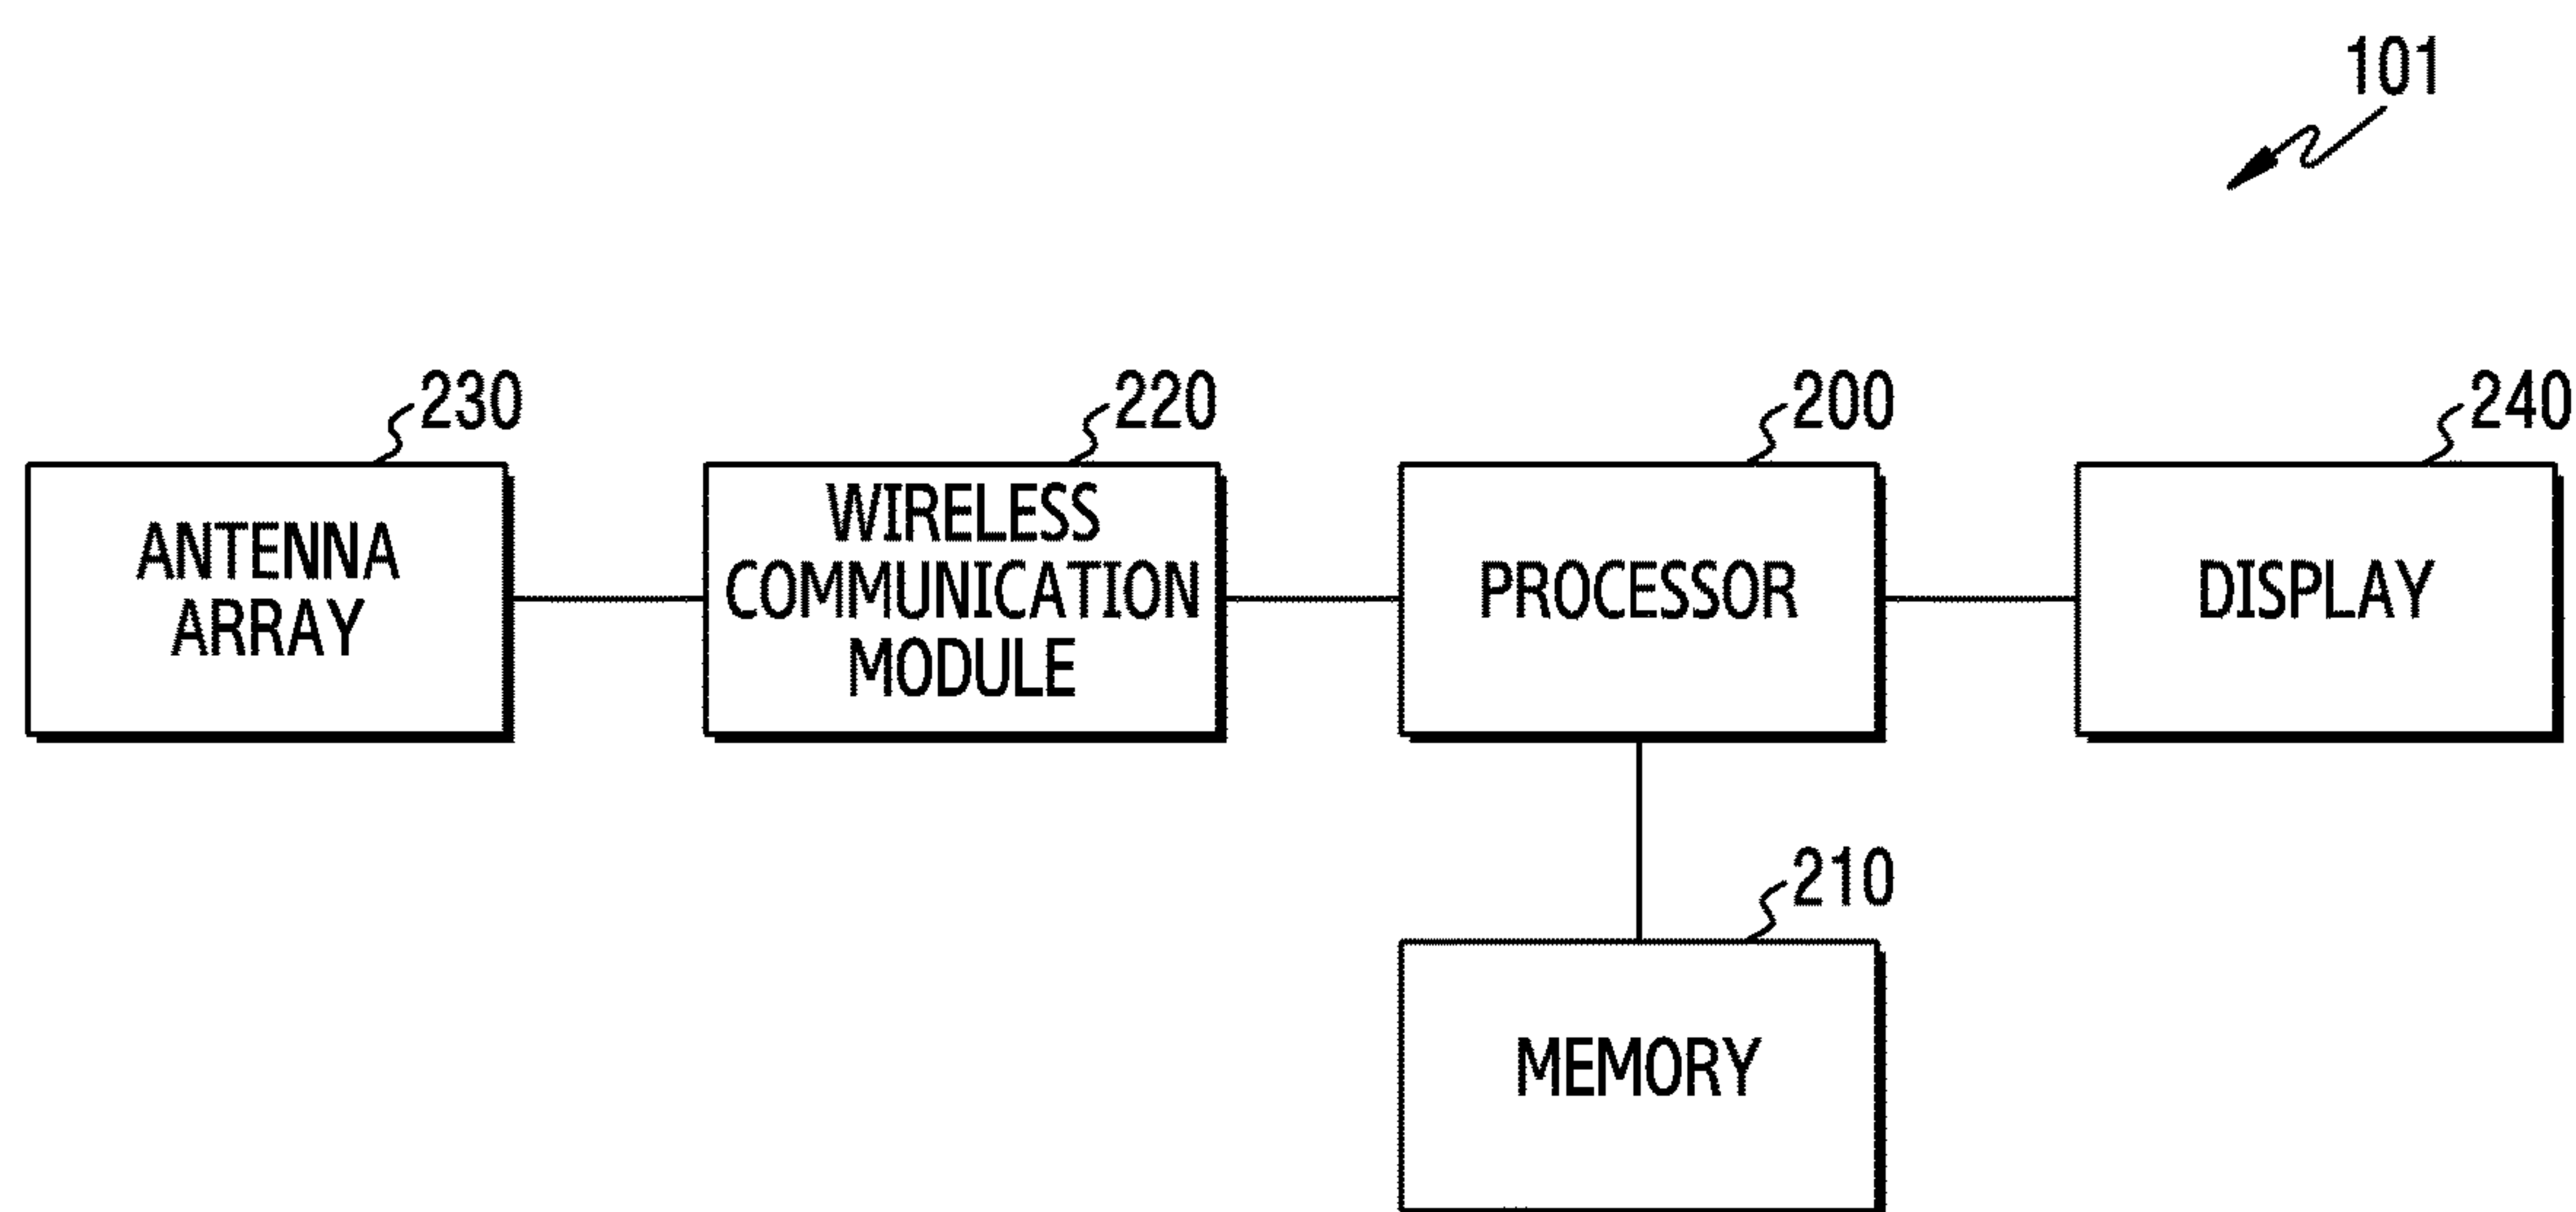 101
230
220
200
240
ANTENNA
ARRAY
WIRELESS
COMMUNICATION
MODULE
PROCESSOR
DISPLAY
210
MEMORY